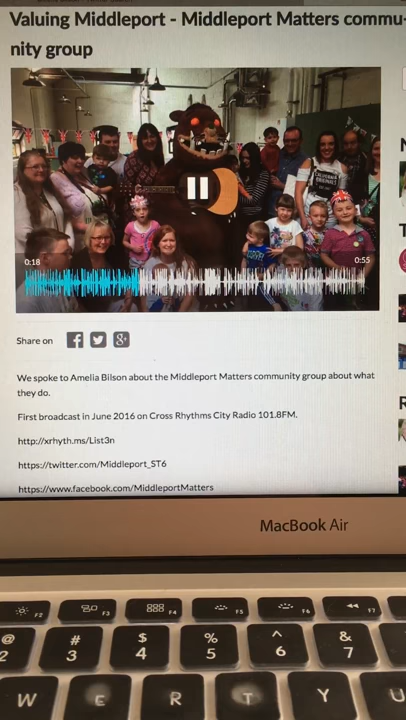 Valuing Middleport - Middleport Matters commu-
nity group
CALIFORNIA
0:18
0:55
Share on
We spoke to Amelia Bilson about the Middleport Matters community group about what
they do.
First broadcast in June 2016 on Cross Rhythms City Radio 101.8FM.
http://xrhyth.ms/List3n
https://twitter.com/Middleport_ST6
https://www.facebook.com/MiddleportMatters
MacBook Air
F2 F3 F4 F5 F6 F7
@ # $ % ^ &
2 3 4 5 6 7
W E R T Y U